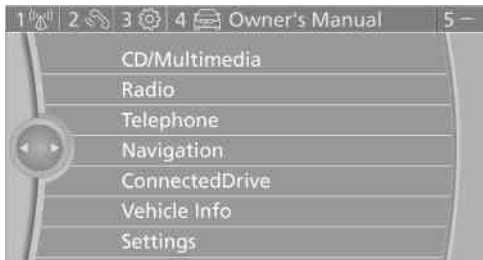 1 2 3 4 Owner's Manual 5 –
CD/Multimedia
Radio
Telephone
Navigation
ConnectedDrive
Vehicle Info
Settings